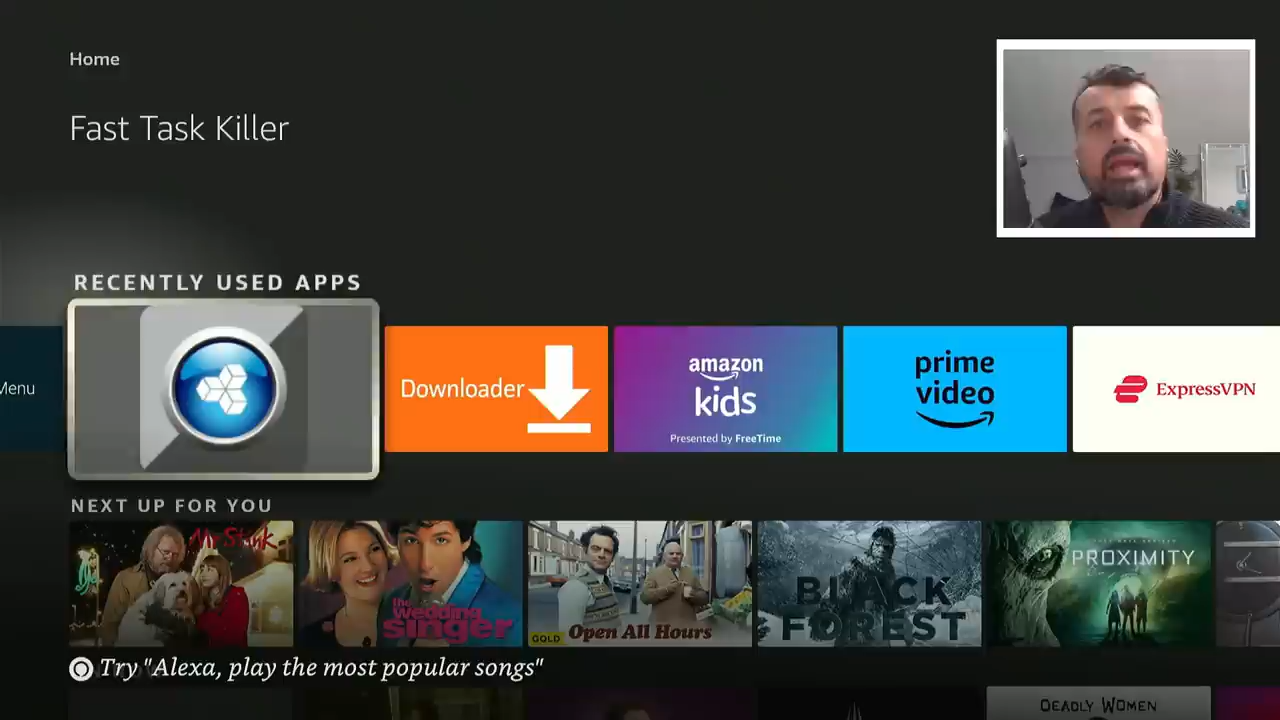 Home
Fast Task Killer
RECENTLY USED APPS
Menu
Downloader
amazon
kids
Presented by FreeTime
prime
video
ExpressVPN
NEXT UP FOR YOU
Mr Stink
the
wedding
singer
GOLD
Open All Hours
BLACK
FOREST
PROXIMITY
Try "Alexa, play the most popular songs"
DEADLY WOMEN